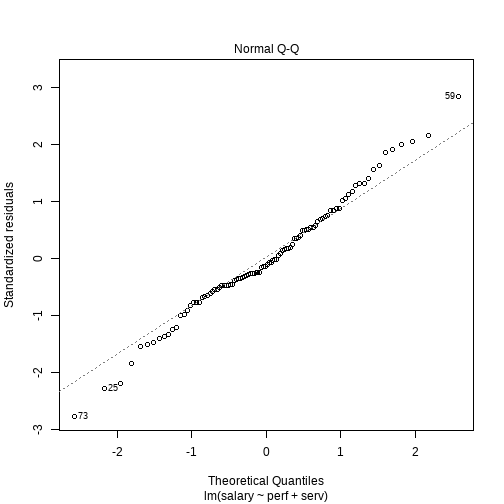 Normal Q-Q
3
2
1
0
-1
-2
-3
Standardized residuals
59
25
73
-2 -1 0 1 2
Theoretical Quantiles
lm(salary ~ perf + serv)